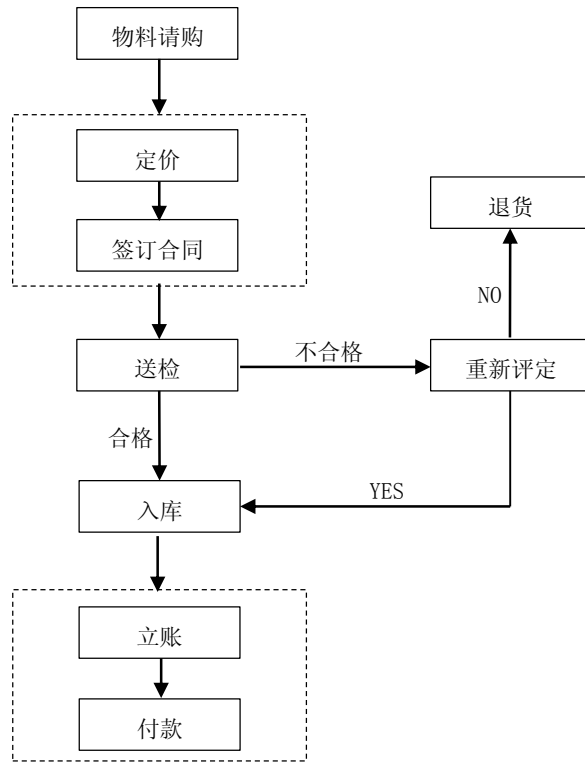 物料请购
定价
签订合同
退货
NO
送检
不合格
重新评定
合格
YES
入库
立账
付款